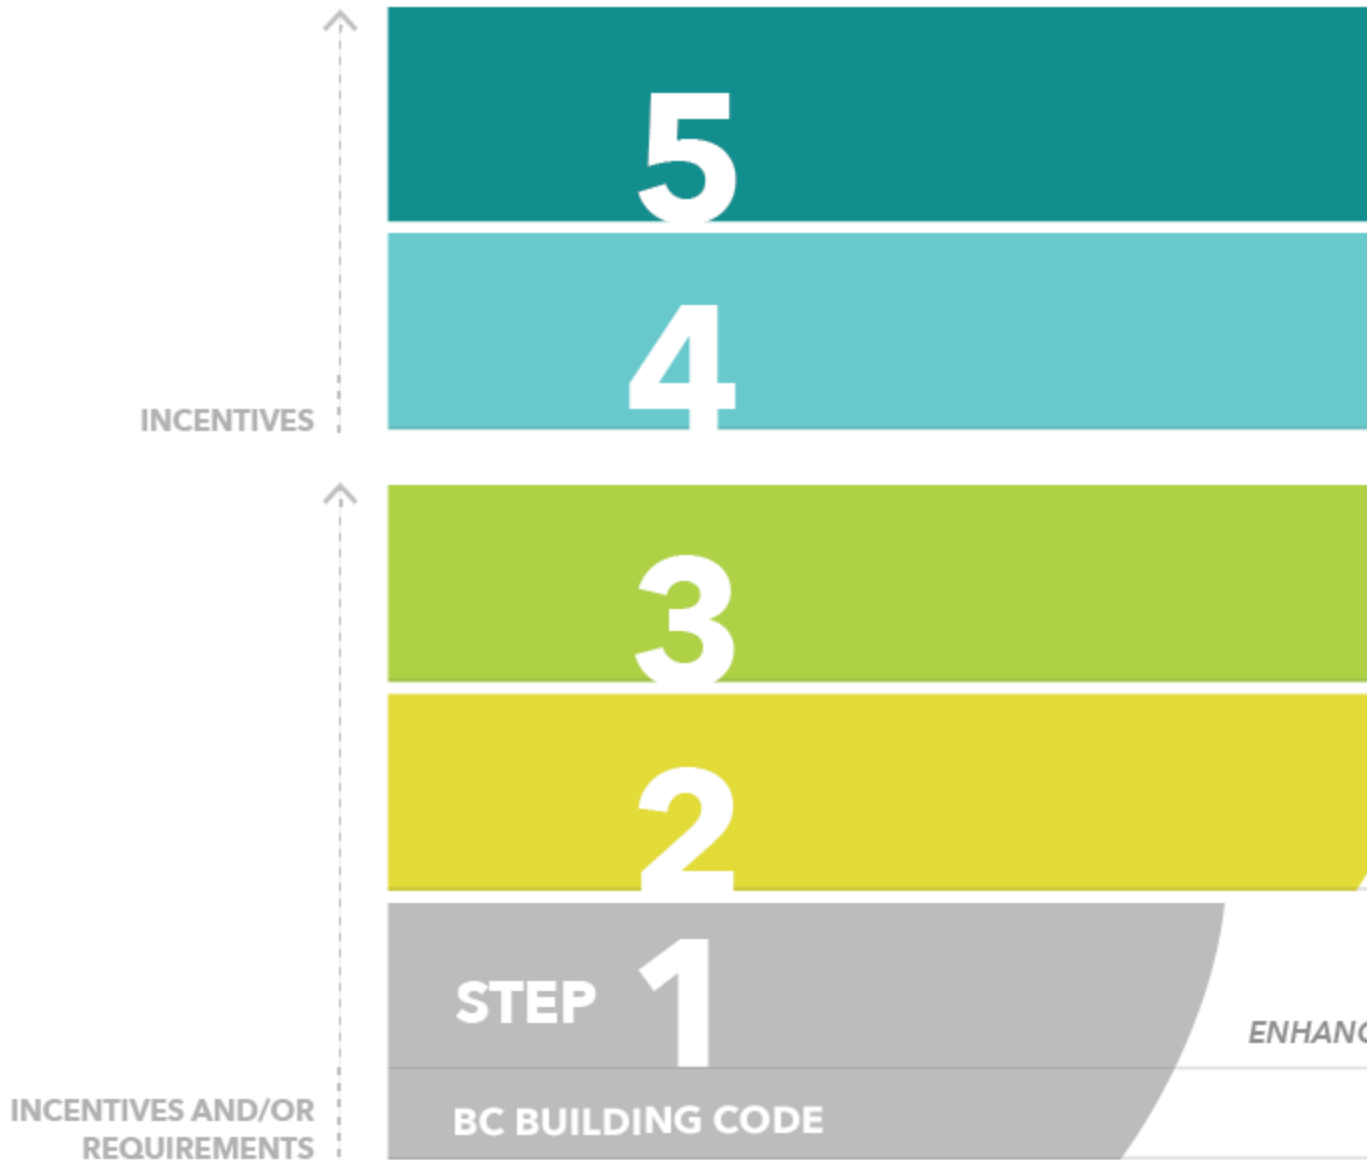 5
4
INCENTIVES
3
2
STEP 1
BC BUILDING CODE
INCENTIVES AND/OR
REQUIREMENTS